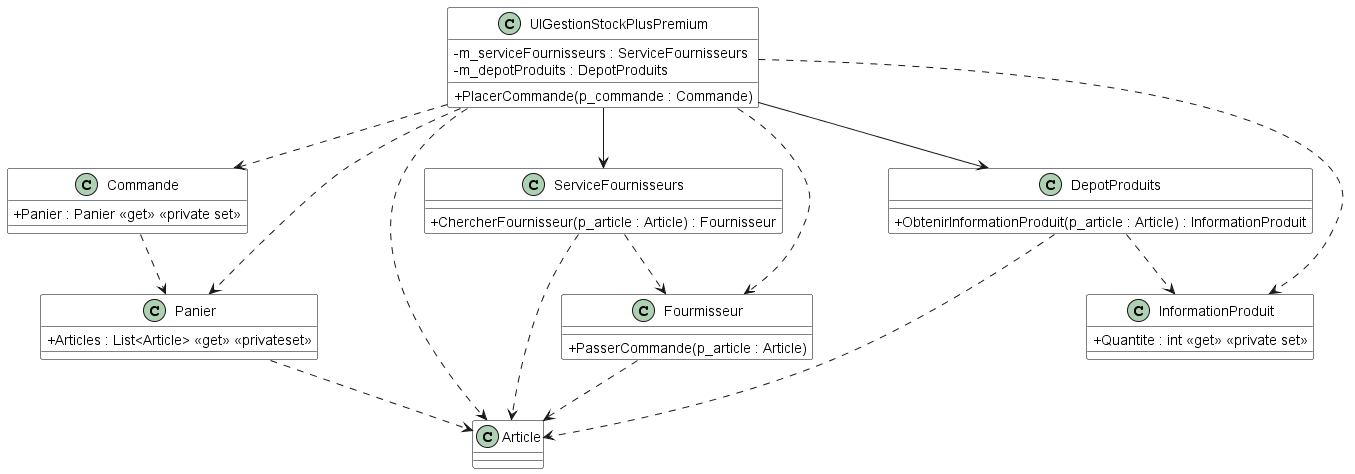 C UIGestionStockPlusPremium
-m_serviceFournisseurs : ServiceFournisseurs
-m_depotProduits : DepotProduits
+PlacerCommande(p_commande : Commande)
C Commande
+Panier : Panier «get» «private set»
C ServiceFournisseurs
+ChercherFournisseur(p_article : Article) : Fournisseur
C DepotProduits
+ObtenirInformationProduit(p_article : Article) : InformationProduit
C Panier
+Articles : List<Article> «get» «privateset»
C Fourmisseur
+PasserCommande(p_article : Article)
C InformationProduit
+Quantite : int «get» «private set»
C Article